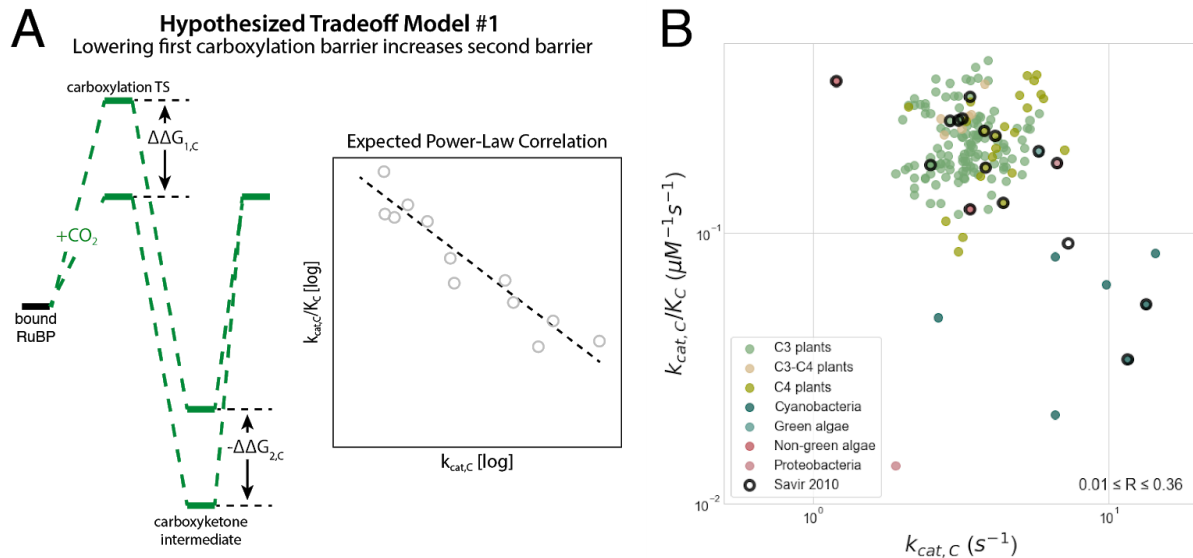 A
Hypothesized Tradeoff Model #1
Lowering first carboxylation barrier increases second barrier
carboxylation TS
ΔΔG1,C
+CO2
bound
RuBP
-ΔΔG2,C
carboxyketone
intermediate
Expected Power-Law Correlation
kcat,C/KC [log]
kcat,C [log]
B
kcat, C/KC (μM−1s−1)
10−1
10−2
C3 plants
C3-C4 plants
C4 plants
Cyanobacteria
Green algae
Non-green algae
Proteobacteria
Savir 2010
0.01 ≤ R ≤ 0.36
100
101
kcat, C (s−1)